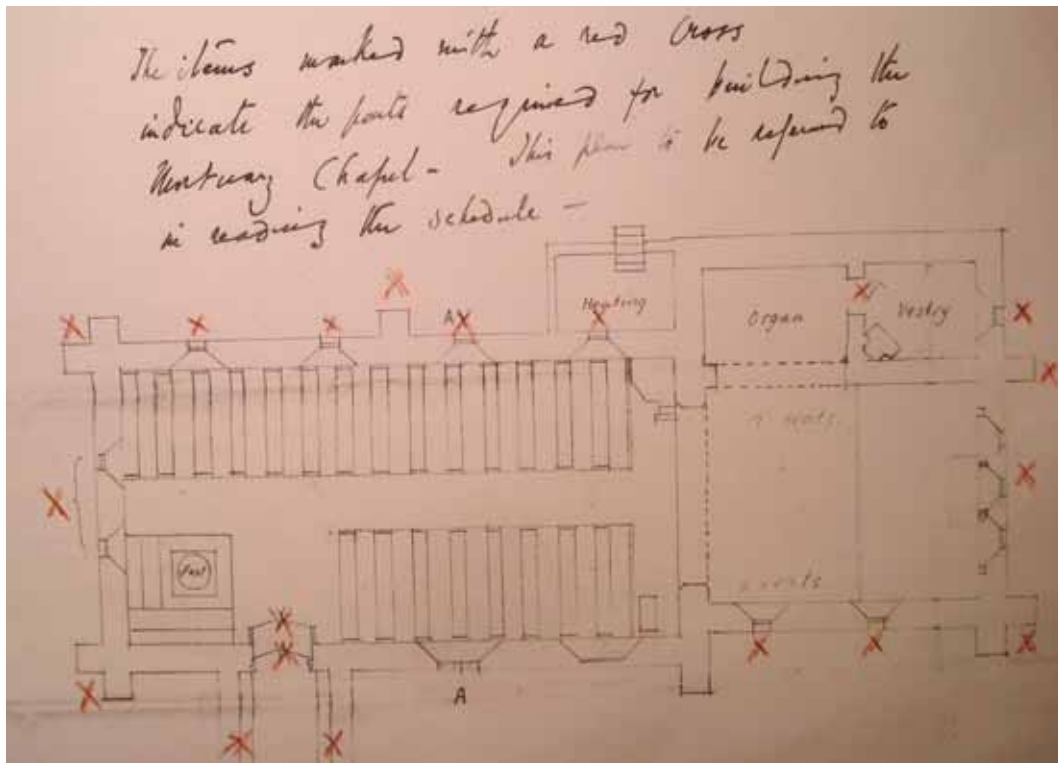 The items marked with a red cross
indicate the parts required for building the
Mortuary Chapel - This plan to be referred to
in reading the schedule -
Heating
Organ
Vestry
A
seats
Font
seats
A